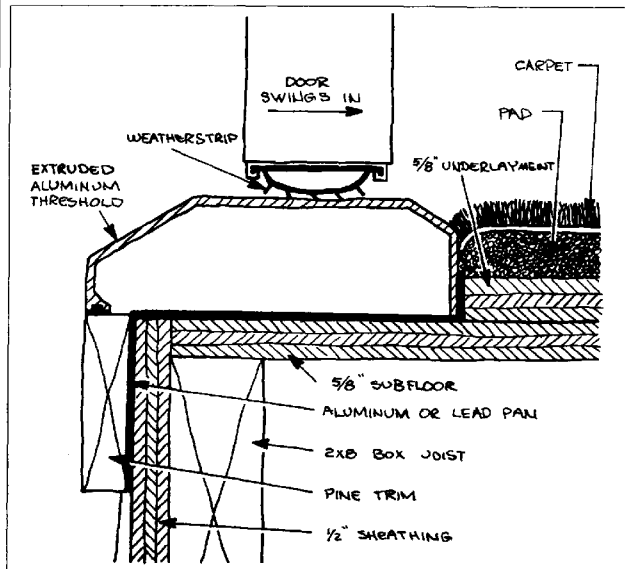 DOOR
SWINGS IN
CARPET
PAD
WEATHERSTRIP
5/8" UNDERLAYMENT
EXTRUDED
ALUMINUM
THRESHOLD
5/8" SUBFLOOR
ALUMINUM OR LEAD PAN
2X8 BOX JOIST
PINE TRIM
1/2" SHEATHING